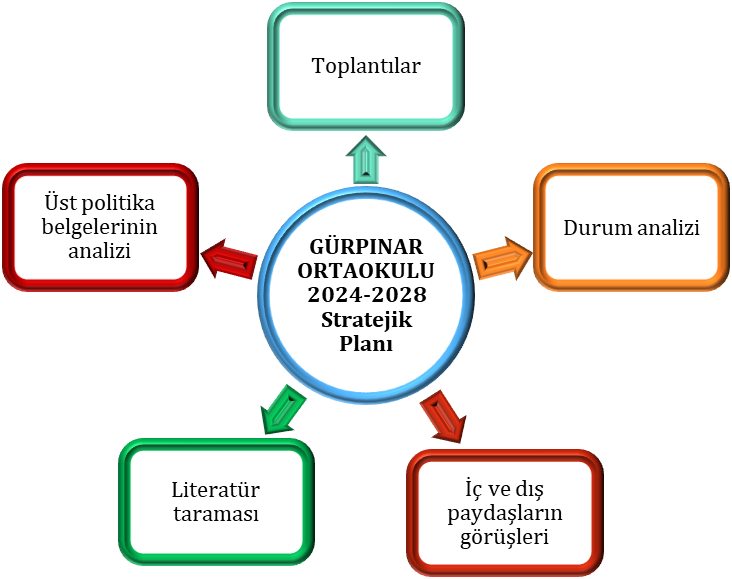 Toplantılar
Üst politika
belgelerinin
analizi
Durum analizi
GÜRPINAR
ORTAOKULU
2024-2028
Stratejik
Planı
Literatür
taraması
İç ve dış
paydaşların
görüşleri